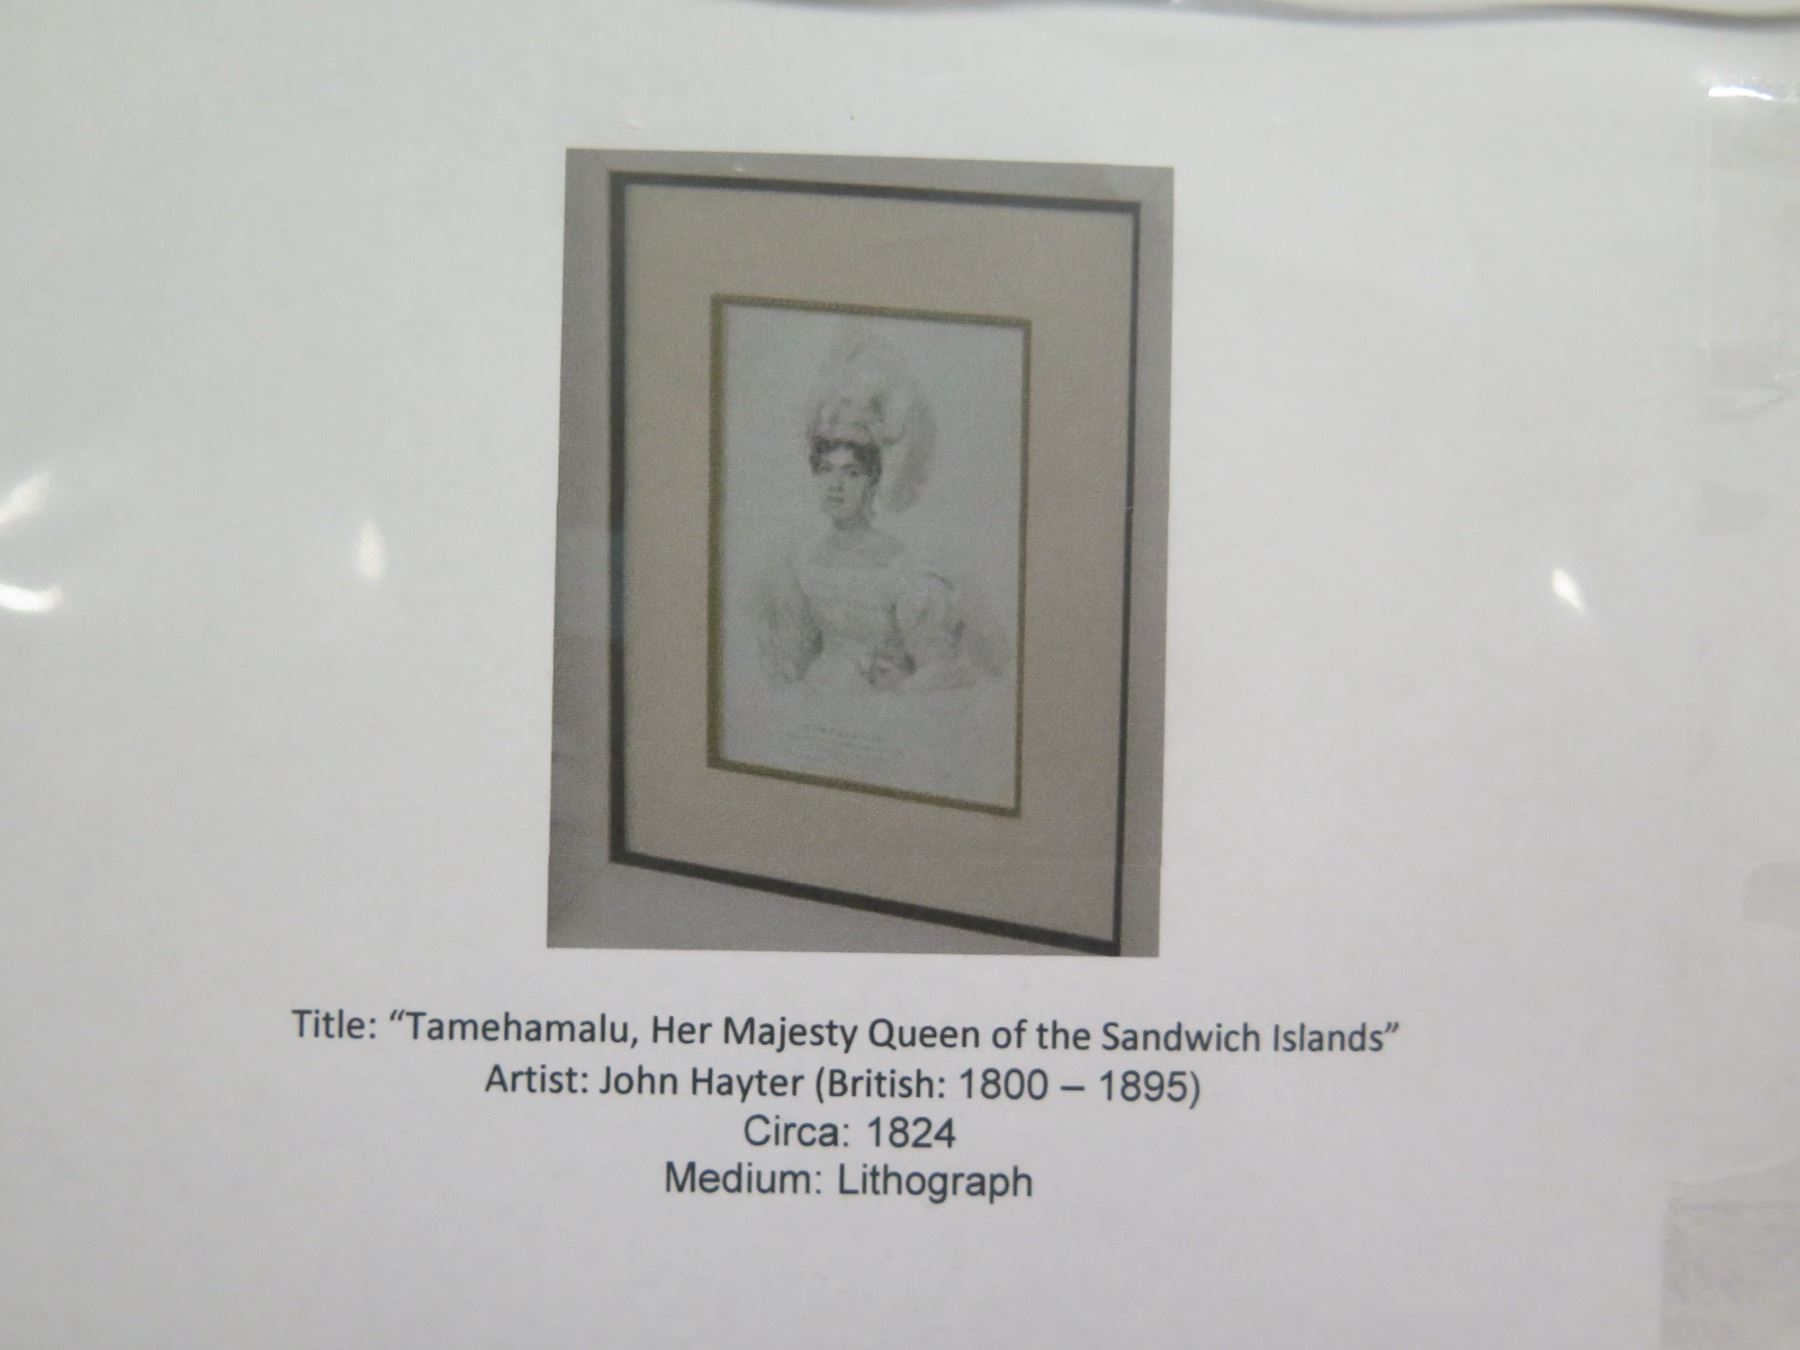 Title: “Tamehamalu, Her Majesty Queen of the Sandwich Islands”
Artist: John Hayter (British: 1800 – 1895)
Circa: 1824
Medium: Lithograph